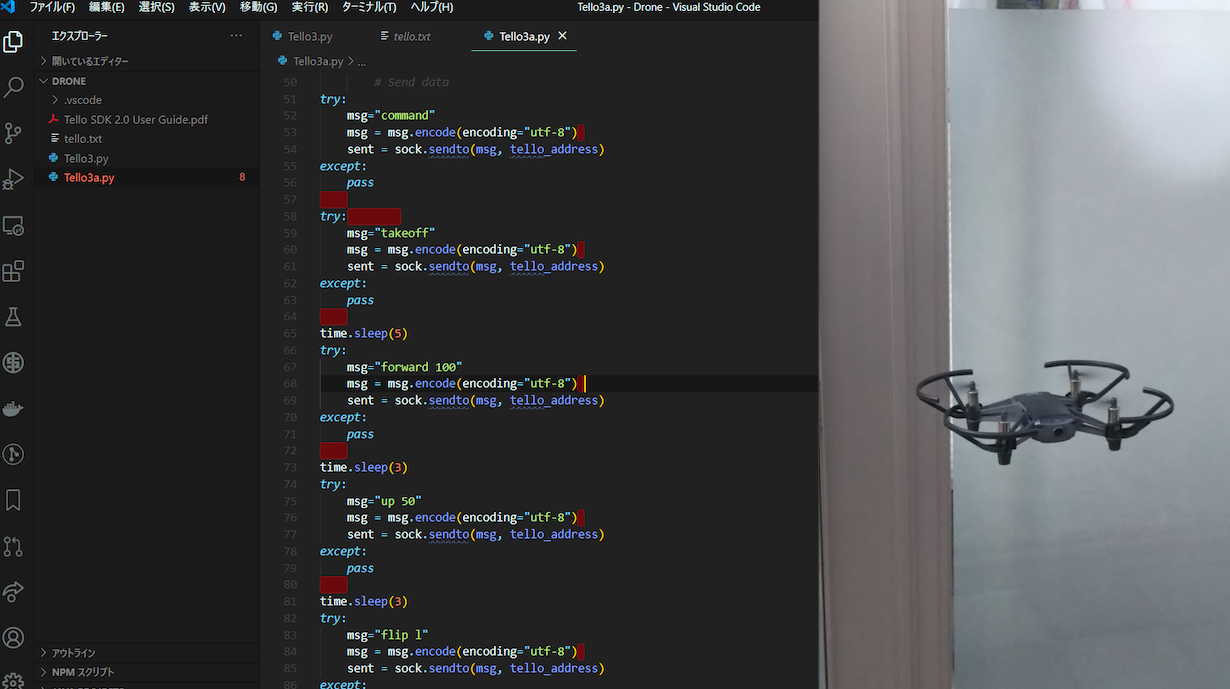 ファイル(F) 編集(E) 選択(S) 表示(V) 移動(G) 実行(R) ターミナル(T) ヘルプ(H) Tello3a.py - Drone - Visual Studio Code
エクスプローラー ...
開いているエディター
DRONE
.vscode
Tello SDK 2.0 User Guide.pdf
tello.txt
Tello3.py
Tello3a.py 8
アウトライン
NPM スクリプト
Tello3.py tello.txt Tello3a.py
Tello3a.py > ...
50 # Send data
51 try:
52 msg="command"
53 msg = msg.encode(encoding="utf-8")
54 sent = sock.sendto(msg, tello_address)
55 except:
56 pass
57
58 try:
59 msg="takeoff"
60 msg = msg.encode(encoding="utf-8")
61 sent = sock.sendto(msg, tello_address)
62 except:
63 pass
64
65 time.sleep(5)
66 try:
67 msg="forward 100"
68 msg = msg.encode(encoding="utf-8")
69 sent = sock.sendto(msg, tello_address)
70 except:
71 pass
72
73 time.sleep(3)
74 try:
75 msg="up 50"
76 msg = msg.encode(encoding="utf-8")
77 sent = sock.sendto(msg, tello_address)
78 except:
79 pass
80
81 time.sleep(3)
82 try:
83 msg="flip l"
84 msg = msg.encode(encoding="utf-8")
85 sent = sock.sendto(msg, tello_address)
86 except: